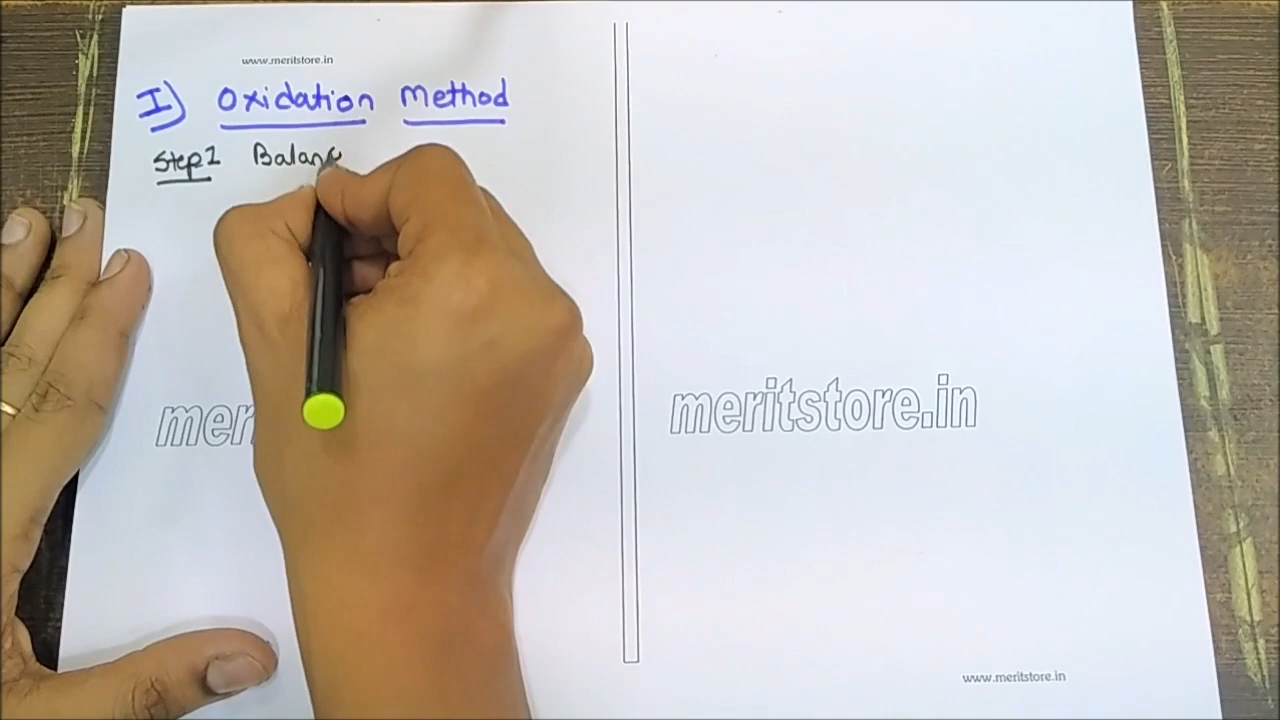 www.meritstore.in
I) Oxidation Method
Step1 Balanc
meritstore.in
www.meritstore.in